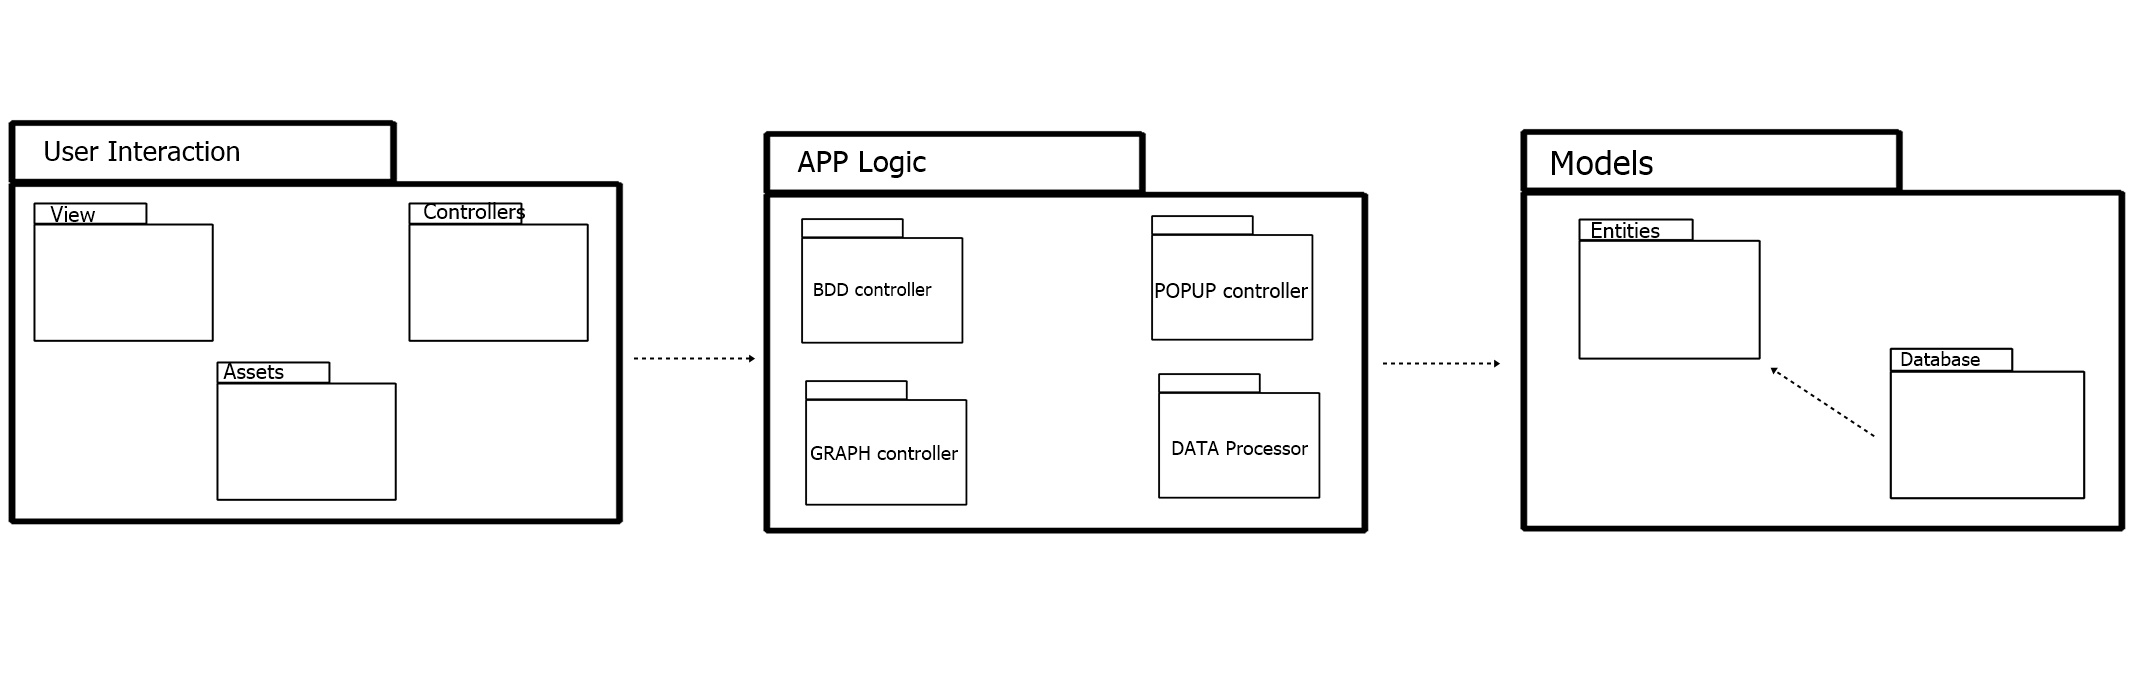 User Interaction
View
Controllers
Assets
APP Logic
BDD controller
POPUP controller
GRAPH controller
DATA Processor
Models
Entities
Database